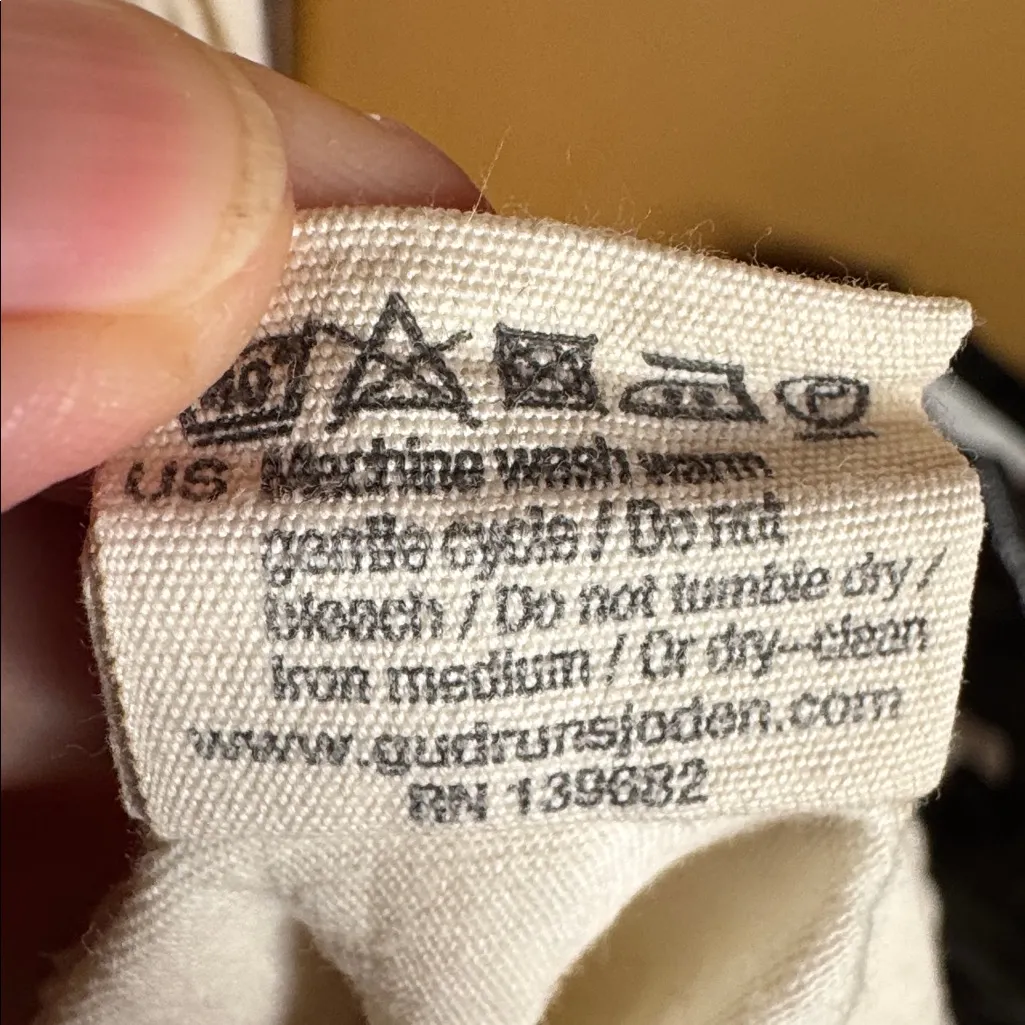 40
P
US Machine wash warm
gentle cycle / Do not
bleach / Do not tumble dry /
Iron medium / Or dry-clean
www.gudrunsjoden.com
RN 139682